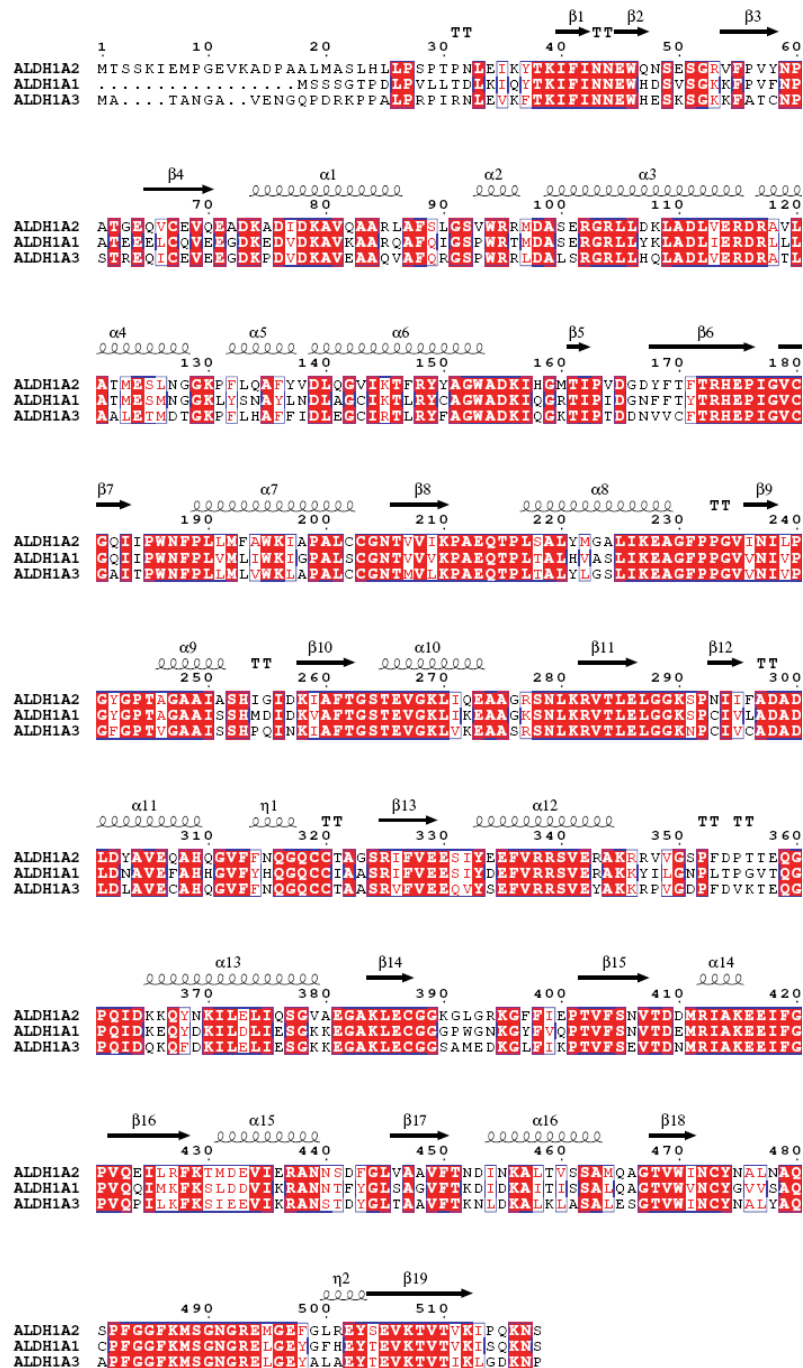 TT β1 TT β2 β3
1 10 20 30 40 50 60
ALDH1A2 MTSSKIEMPGEVKADPAALMASLHLLPSPTPNLEIKYTKIFINNEWQNSESGRVFPVYNP
ALDH1A1 .................MSSSGTPDLPVLLTDLKIQYTKIFINNEWHDSVSGKKFPVFNP
ALDH1A3 MA....TANGA..VENGQPDRKPPALPRPIRNLEVKFTKIFINNEWHESKSGKKFATCNP
β4 α1 α2 α3
70 80 90 100 110 120
ALDH1A2 ATGEQVCEVQEADKADIDKAVQAARLAFSLGSVWRRMDASERGRLLDKLADLVERDRAVL
ALDH1A1 ATEEELCQVEEGDKEDVDKAVKAARQAFQIGSPWRTMDASERGRLLYKLADLIERDRLLL
ALDH1A3 STREQICEVEEGDKPDVDKAVEAAQVAFQRGSPWRRLDALSRGRLLHQLADLVERDRATL
α4 α5 α6 β5 β6
130 140 150 160 170 180
ALDH1A2 ATMESLNGGKPFLQAFYVDLQGVIKTFRYYAGWADKIHGMTIPVDGDYFTFTRHEPIGVC
ALDH1A1 ATMESMNGGKLYSNAYLNDLAGCIKTLRYCAGWADKIQGRTIPIDGNFFTYTRHEPIGVC
ALDH1A3 AALETMDTGKPFLHAFFIDLEGCIRTLRYFAGWADKIQGKTIPTDDNVVCFTRHEPIGVC
β7 α7 β8 α8 TT β9
190 200 210 220 230 240
ALDH1A2 GQIIPWNFPLLMFAWKIAPALCCGNTVVIKPAEQTPLSALYMGALIKEAGFPPGVINILP
ALDH1A1 GQIIPWNFPLVMLIWKIGPALSCGNTVVVKPAEQTPLTALHVASLIKEAGFPPGVVNIVP
ALDH1A3 GAITPWNFPLLMLVWKLAPALCCGNTMVLKPAEQTPLTALYLGSLIKEAGFPPGVVNIVP
α9 TT β10 α10 β11 β12 TT
250 260 270 280 290 300
ALDH1A2 GYGPTAGAAIASHIGIDKIAFTGSTEVGKLIQEAAGRSNLKRVTLELGGKSPNIIFADAD
ALDH1A1 GYGPTAGAAISSHMDIDKVAFTGSTEVGKLIKEAAGKSNLKRVTLELGGKSPCIVLADAD
ALDH1A3 GFGPTVGAAISSHPQINKIAFTGSTEVGKLVKEAASRSNLKRVTLELGGKNPCIVCADAD
α11 η1 TT β13 α12 TT TT
310 320 330 340 350 360
ALDH1A2 LDYAVEQAHQGVFFNQGQCCTAGSRIFVEESIYEEFVRRSVERAKRRVVGSPFDPTTEQG
ALDH1A1 LDNAVEFAHHGVFYHQGQCCIAASRIFVEESIYDEFVRRSVERAKKYILGNPLTPGVTQG
ALDH1A3 LDLAVECAHQGVFFNQGQCCTAASRVFVEEQVYSEFVRRSVEYAKKRPVGDPFDVKTEQG
α13 β14 β15 α14
370 380 390 400 410 420
ALDH1A2 PQIDKKQYNKILELIQSGVAEGAKLECGGKGLGRKGFFIEPTVFSNVTDDMRIAKEEIFG
ALDH1A1 PQIDKEQYDKILDLIESGKKEGAKLECGGGPWGNKGYFVQPTVFSNVTDEMRIAKEEIFG
ALDH1A3 PQIDQKQFDKILELIESGKKEGAKLECGGSAMEDKGLFIKPTVFSEVTDNMRIAKEEIFG
β16 α15 β17 α16 β18
430 440 450 460 470 480
ALDH1A2 PVQEILRFKTMDEVIERANNSDFGLVAAVFTNDINKALTVSSAMQAGTVWINCYNALNAQ
ALDH1A1 PVQQIMKFKSLDDVIKRANNTFYGLSAGVFTKDIDKAITISSALQAGTVWVNCYGVVSAQ
ALDH1A3 PVQPILKFKSIEEVIKRANSTDYGLTAAVFTKNLDKALKLASALESGTVWINCYNALYAQ
η2 β19
490 500 510
ALDH1A2 SPFGGFKMSGNGREMGEFGLREYSEVKTVTVKIPQKNS
ALDH1A1 CPFGGFKMSGNGRELGEYGFHEYTEVKTVTVKISQKNS
ALDH1A3 APFGGFKMSGNGRELGEYALAEYTEVKTVTIKLGDKNP